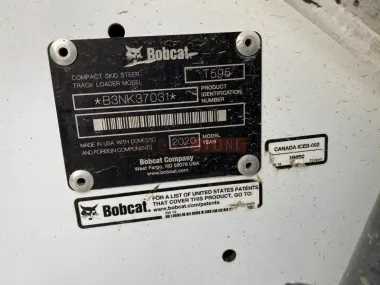 Bobcat
COMPACT SKID STEER
TRACK LOADER MODEL
T595
*B3NK37031*
PRODUCT
IDENTIFICATION
NUMBER
MADE IN USA WITH DOMESTIC
AND FOREIGN COMPONENTS
2020
MODEL
YEAR
Bobcat Company
West Fargo, ND 58078 USA
www.bobcat.com
CANADA ICES-002
Bobcat
FOR A LIST OF UNITED STATES PATENTS
THAT COVER THIS PRODUCT, GO TO:
www.bobcat.com/patents